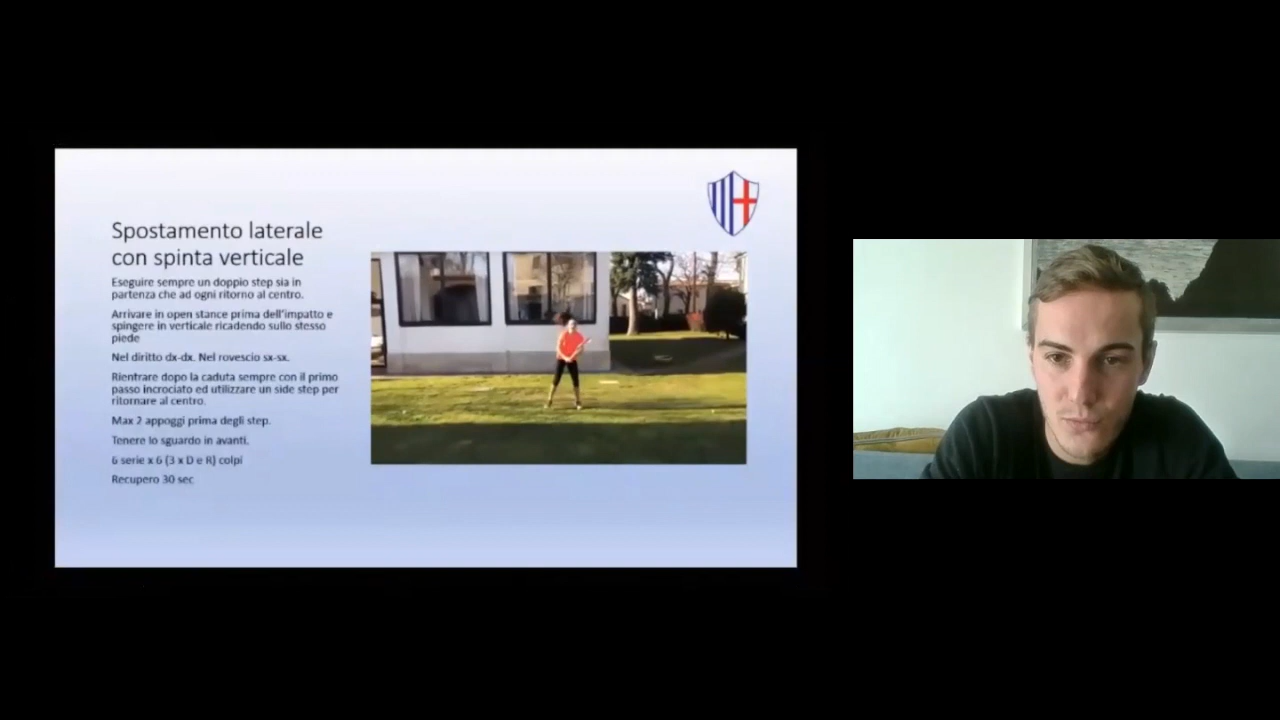 Spostamento laterale
con spinta verticale
Eseguire sempre un doppio step sia in
partenza che ad ogni ritorno al centro.
Arrivare in open stance prima dell'impatto e
spingere in verticale ricadendo sullo stesso
piede
Nel diritto dx-dx. Nel rovescio sx-sx.
Rientrare dopo la caduta sempre con il primo
passo incrociato ed utilizzare un side step per
ritornare al centro.
Max 2 appoggi prima degli step.
Tenere lo sguardo in avanti.
6 serie x 6 (3 x D e R) colpi
Recupero 30 sec